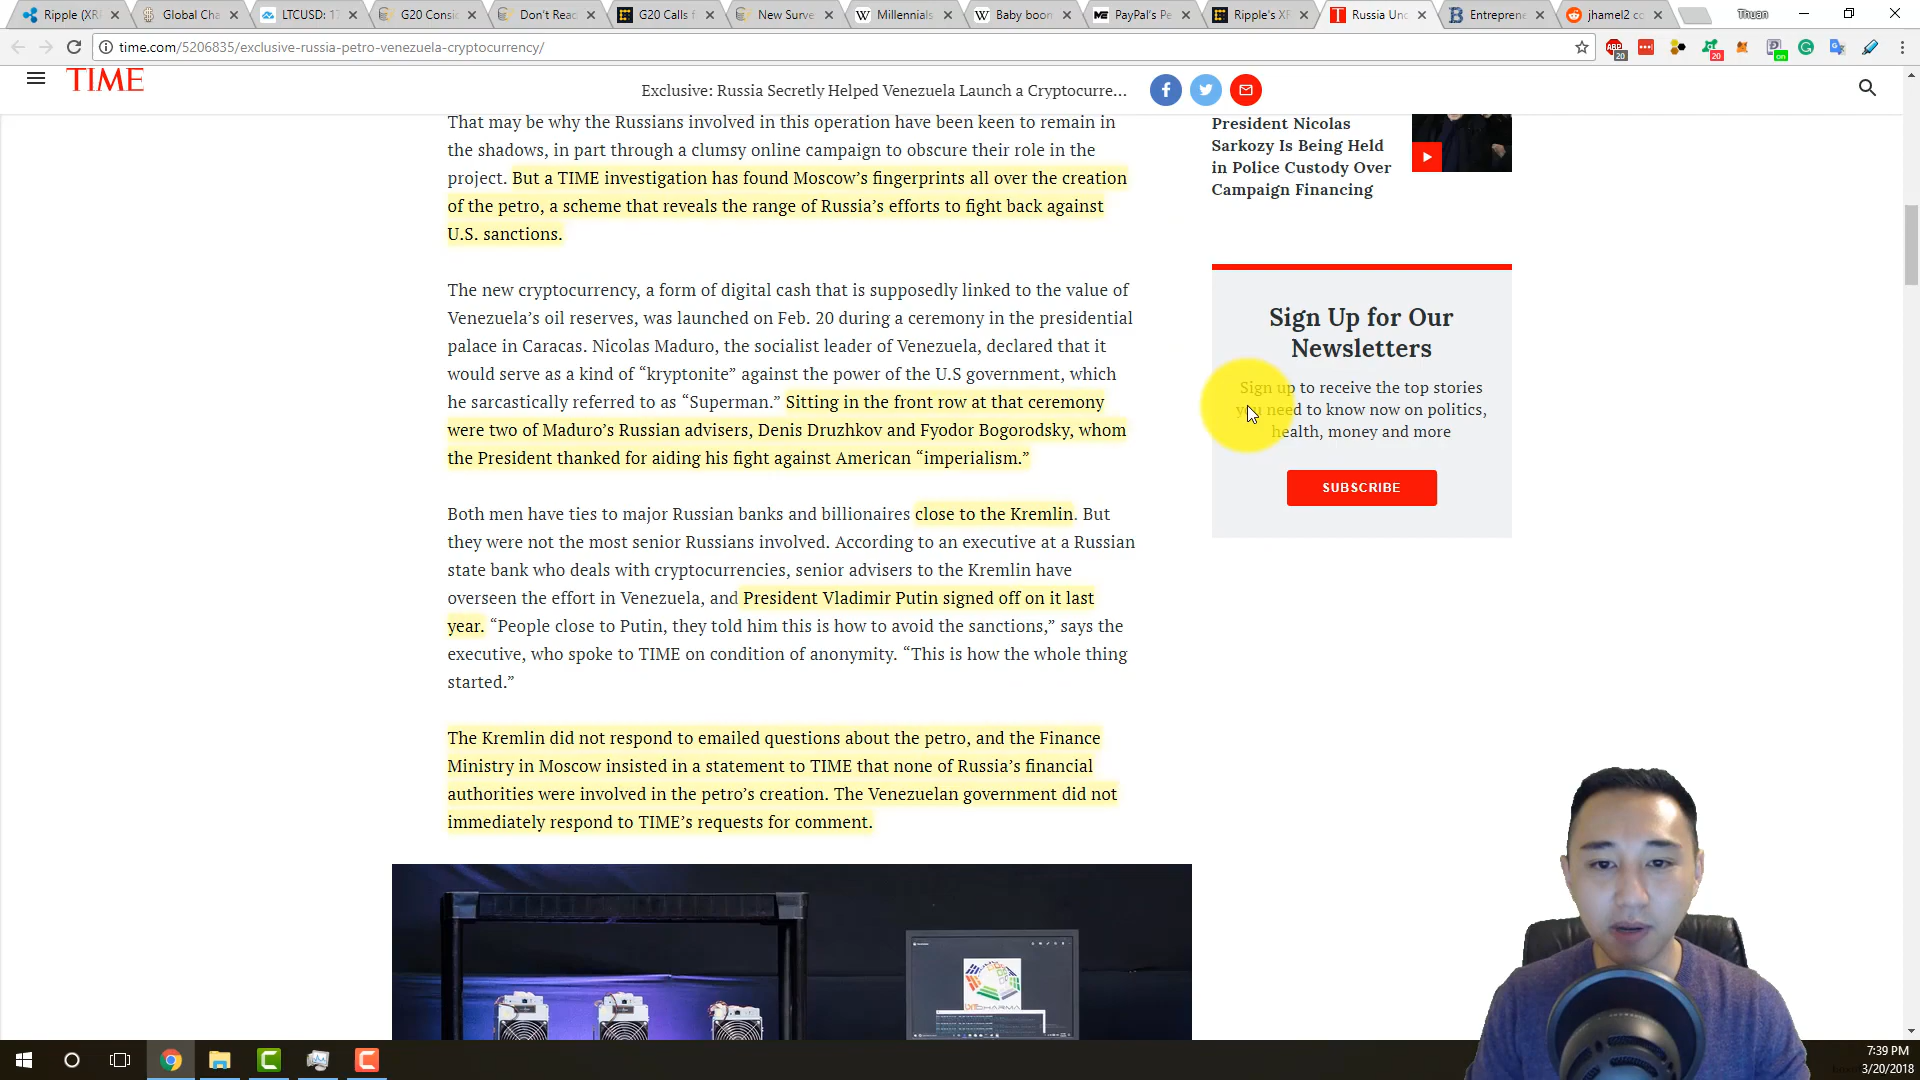 Ripple (XR
Global Cha
LTCUSD: 17
G20 Consid
Don't Reac
G20 Calls f
New Surve
Millennials
Baby boom
PayPal's Pe
Ripple's XR
Russia Und
Entreprene
jhamel2 co
Thuan
time.com/5206835/exclusive-russia-petro-venezuela-cryptocurrency/
TIME
Exclusive: Russia Secretly Helped Venezuela Launch a Cryptocurre...
That may be why the Russians involved in this operation have been keen to remain in
the shadows, in part through a clumsy online campaign to obscure their role in the
project. But a TIME investigation has found Moscow’s fingerprints all over the creation
of the petro, a scheme that reveals the range of Russia’s efforts to fight back against
U.S. sanctions.
The new cryptocurrency, a form of digital cash that is supposedly linked to the value of
Venezuela’s oil reserves, was launched on Feb. 20 during a ceremony in the presidential
palace in Caracas. Nicolas Maduro, the socialist leader of Venezuela, declared that it
would serve as a kind of “kryptonite” against the power of the U.S government, which
he sarcastically referred to as “Superman.” Sitting in the front row at that ceremony
were two of Maduro’s Russian advisers, Denis Druzhkov and Fyodor Bogorodsky, whom
the President thanked for aiding his fight against American “imperialism.”
Both men have ties to major Russian banks and billionaires close to the Kremlin. But
they were not the most senior Russians involved. According to an executive at a Russian
state bank who deals with cryptocurrencies, senior advisers to the Kremlin have
overseen the effort in Venezuela, and President Vladimir Putin signed off on it last
year. “People close to Putin, they told him this is how to avoid the sanctions,” says the
executive, who spoke to TIME on condition of anonymity. “This is how the whole thing
started.”
The Kremlin did not respond to emailed questions about the petro, and the Finance
Ministry in Moscow insisted in a statement to TIME that none of Russia’s financial
authorities were involved in the petro’s creation. The Venezuelan government did not
immediately respond to TIME’s requests for comment.
President Nicolas
Sarkozy Is Being Held
in Police Custody Over
Campaign Financing
Sign Up for Our
Newsletters
Sign up to receive the top stories
you need to know now on politics,
health, money and more
SUBSCRIBE
7:39 PM
3/20/2018